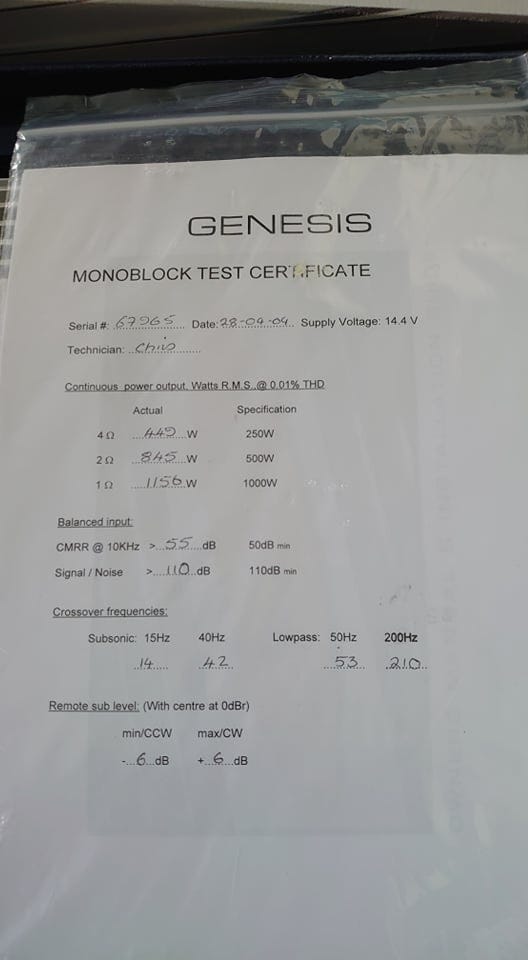 GENESIS
MONOBLOCK TEST CERTIFICATE
Serial #: 67965 Date: 28-04-04 Supply Voltage: 14.4 V
Technician: Chris
Continuous power output, Watts R.M.S. @ 0.01% THD
Actual Specification
4Ω 449 W 250W
2Ω 845 W 500W
1Ω 1156 W 1000W
Balanced input:
CMRR @ 10KHz > 55 dB 50dB min
Signal / Noise > 110 dB 110dB min
Crossover frequencies:
Subsonic: 15Hz 40Hz Lowpass: 50Hz 200Hz
14 42 53 210
Remote sub level: (With centre at 0dBr)
min/CCW max/CW
- 6 dB + 6 dB